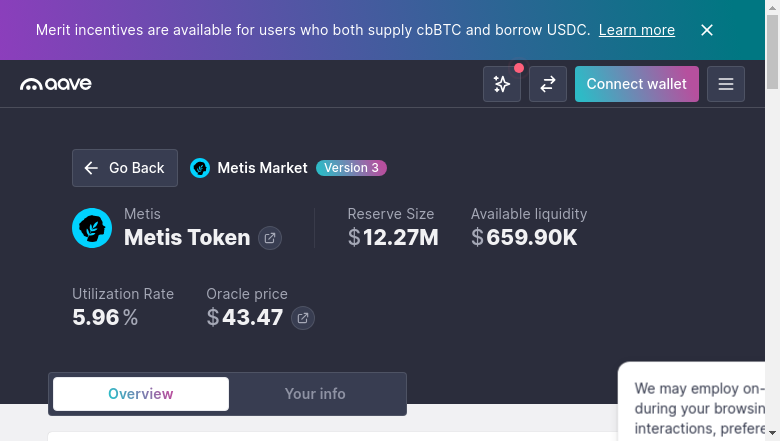 Merit incentives are available for users who both supply cbBTC and borrow USDC. Learn more
aave
Connect wallet
Go Back
Metis Market
Version 3
Metis
Metis Token
Reserve Size
$12.27M
Available liquidity
$659.90K
Utilization Rate
5.96%
Oracle price
$43.47
Overview
Your info
We may employ on-
during your browsin
interactions, prefere